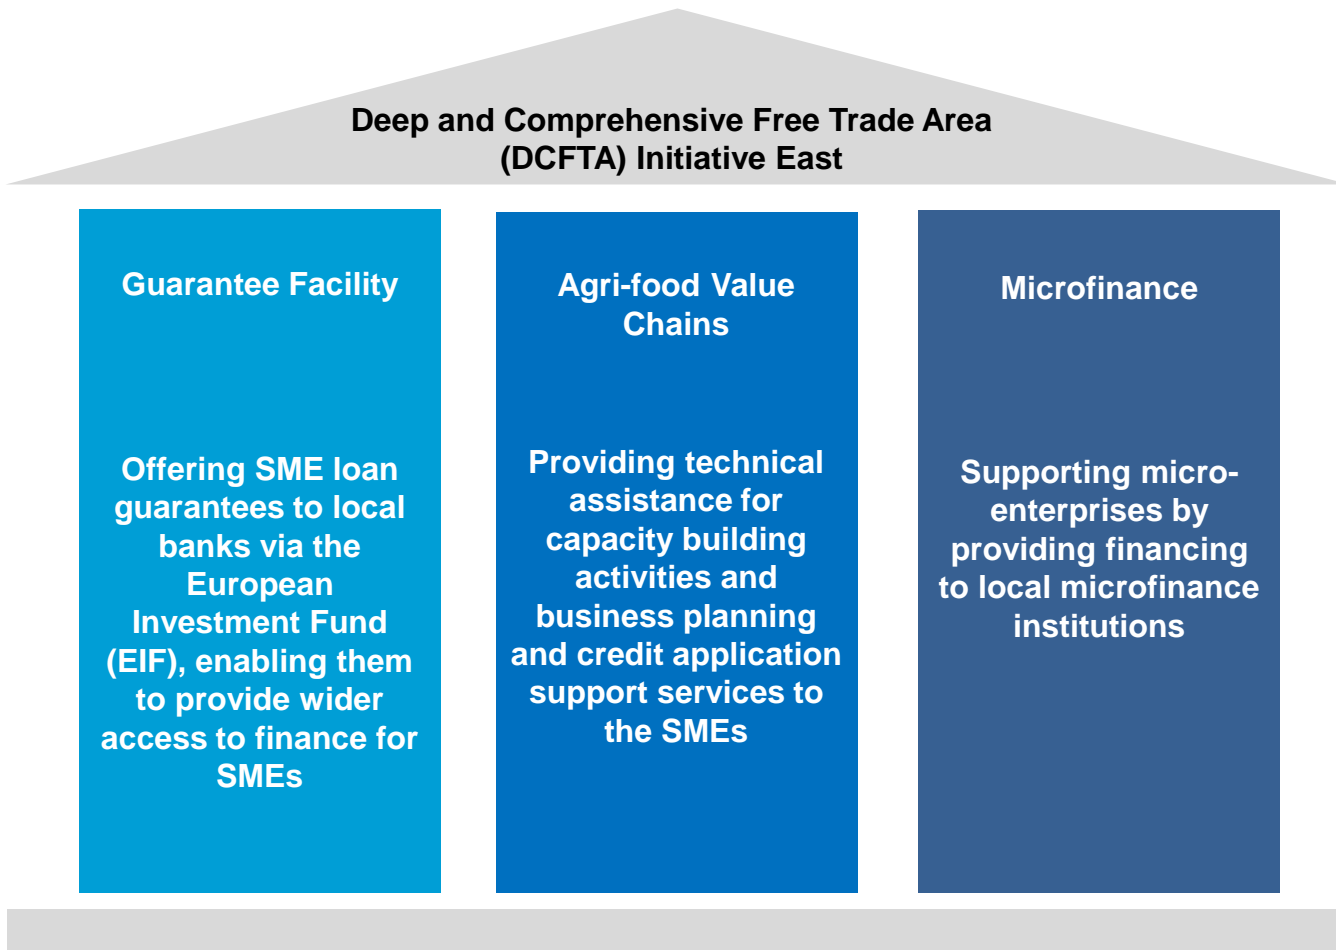 Deep and Comprehensive Free Trade Area
(DCFTA) Initiative East
Guarantee Facility
Offering SME loan
guarantees to local
banks via the
European
Investment Fund
(EIF), enabling them
to provide wider
access to finance for
SMEs
Agri-food Value
Chains
Providing technical
assistance for
capacity building
activities and
business planning
and credit application
support services to
the SMEs
Microfinance
Supporting micro-
enterprises by
providing financing
to local microfinance
institutions